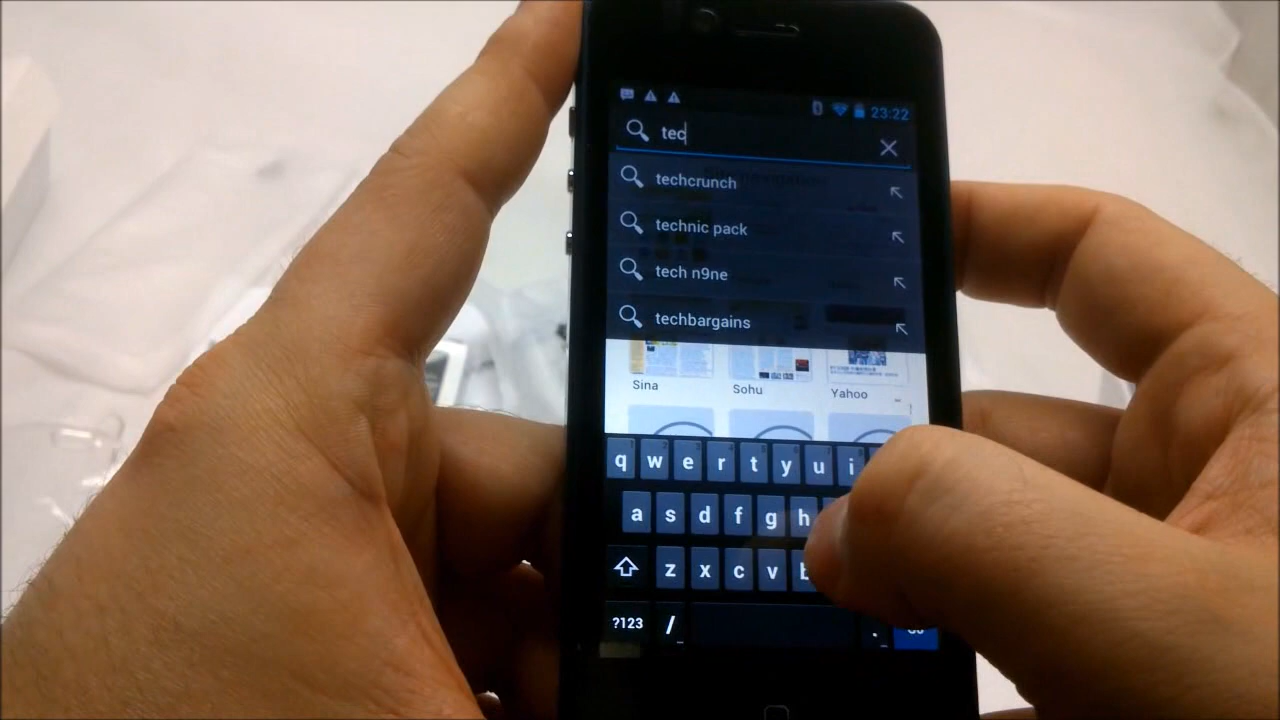 23:22
tec
techcrunch
technic pack
tech n9ne
techbargains
Sina Sohu Yahoo
q w e r t y u i
a s d f g h
z x c v
?123 / .